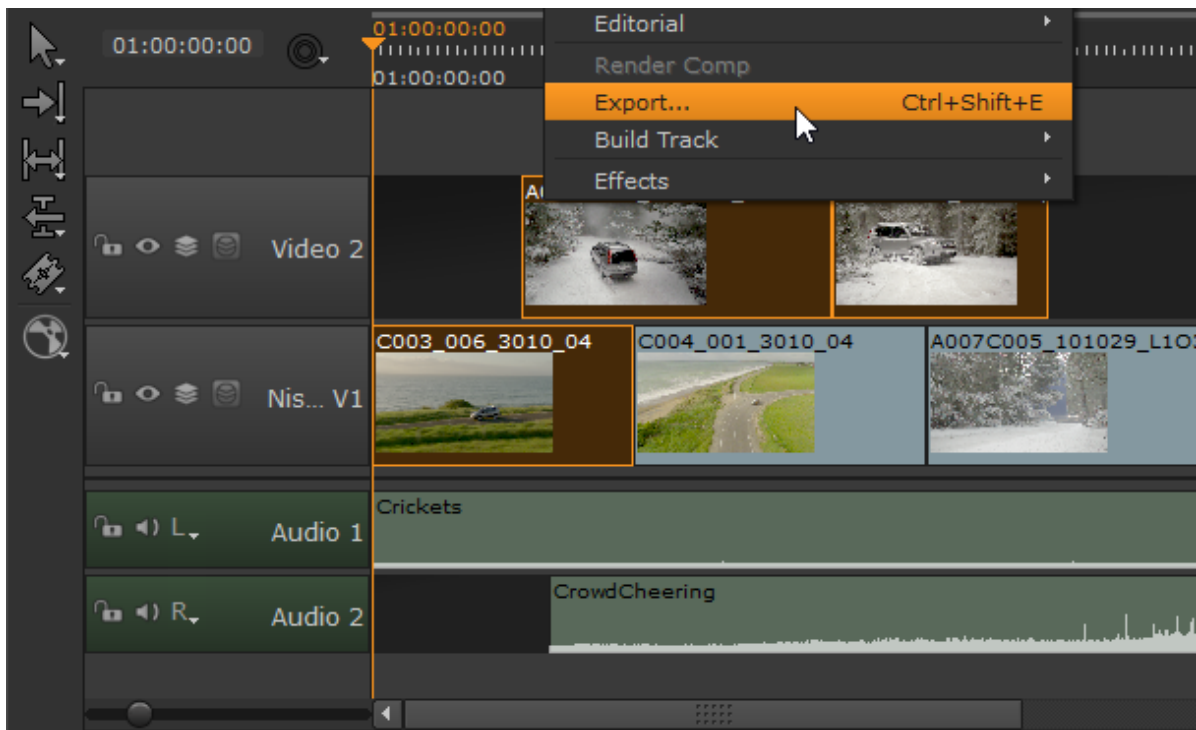 01:00:00:00
01:00:00:00
01:00:00:00
Editorial
Render Comp
Export... Ctrl+Shift+E
Build Track
Effects
Video 2
C003_006_3010_04
C004_001_3010_04
A007C005_101029_L1O
Nis... V1
Crickets
L
Audio 1
CrowdCheering
R
Audio 2